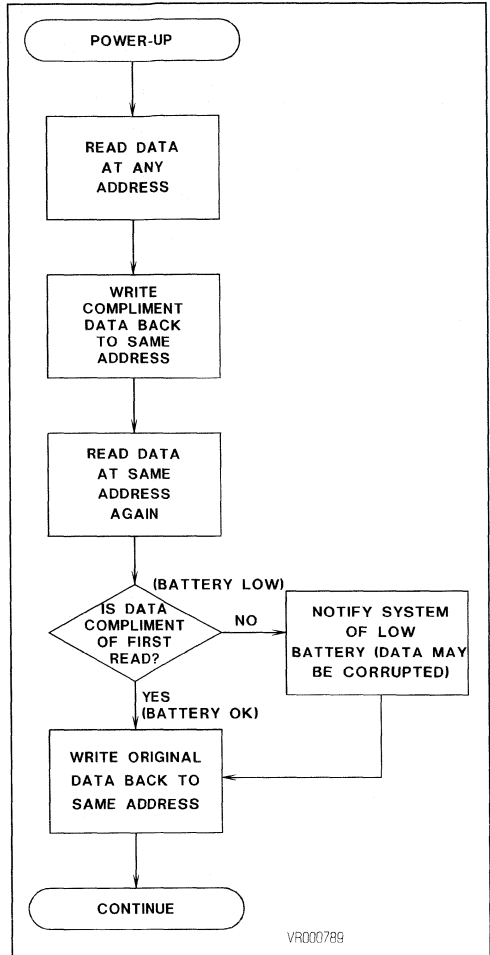 POWER-UP
READ DATA
AT ANY
ADDRESS
WRITE
COMPLIMENT
DATA BACK
TO SAME
ADDRESS
READ DATA
AT SAME
ADDRESS
AGAIN
(BATTERY LOW)
IS DATA
COMPLIMENT
OF FIRST
READ?
NO
NOTIFY SYSTEM
OF LOW
BATTERY (DATA MAY
BE CORRUPTED)
YES
(BATTERY OK)
WRITE ORIGINAL
DATA BACK TO
SAME ADDRESS
CONTINUE
VR000789